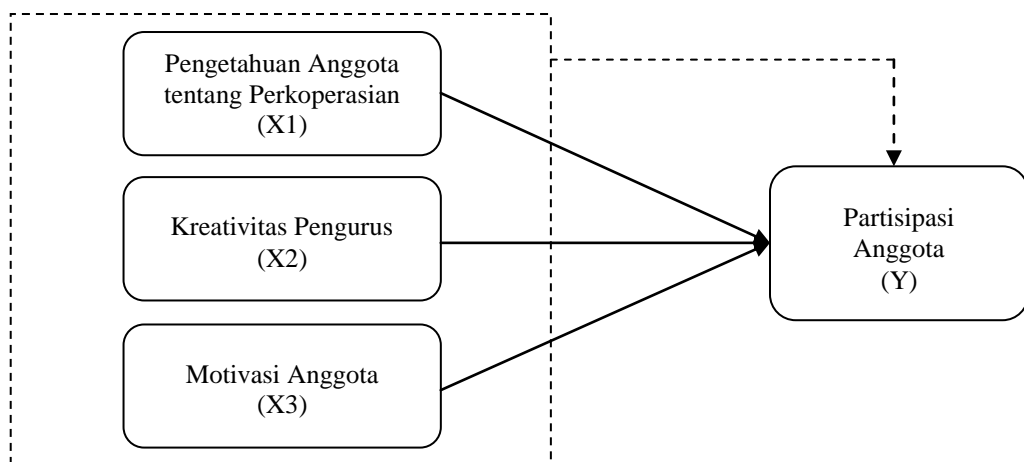 Pengetahuan Anggota
tentang Perkoperasian
(X1)
Kreativitas Pengurus
(X2)
Motivasi Anggota
(X3)
Partisipasi
Anggota
(Y)